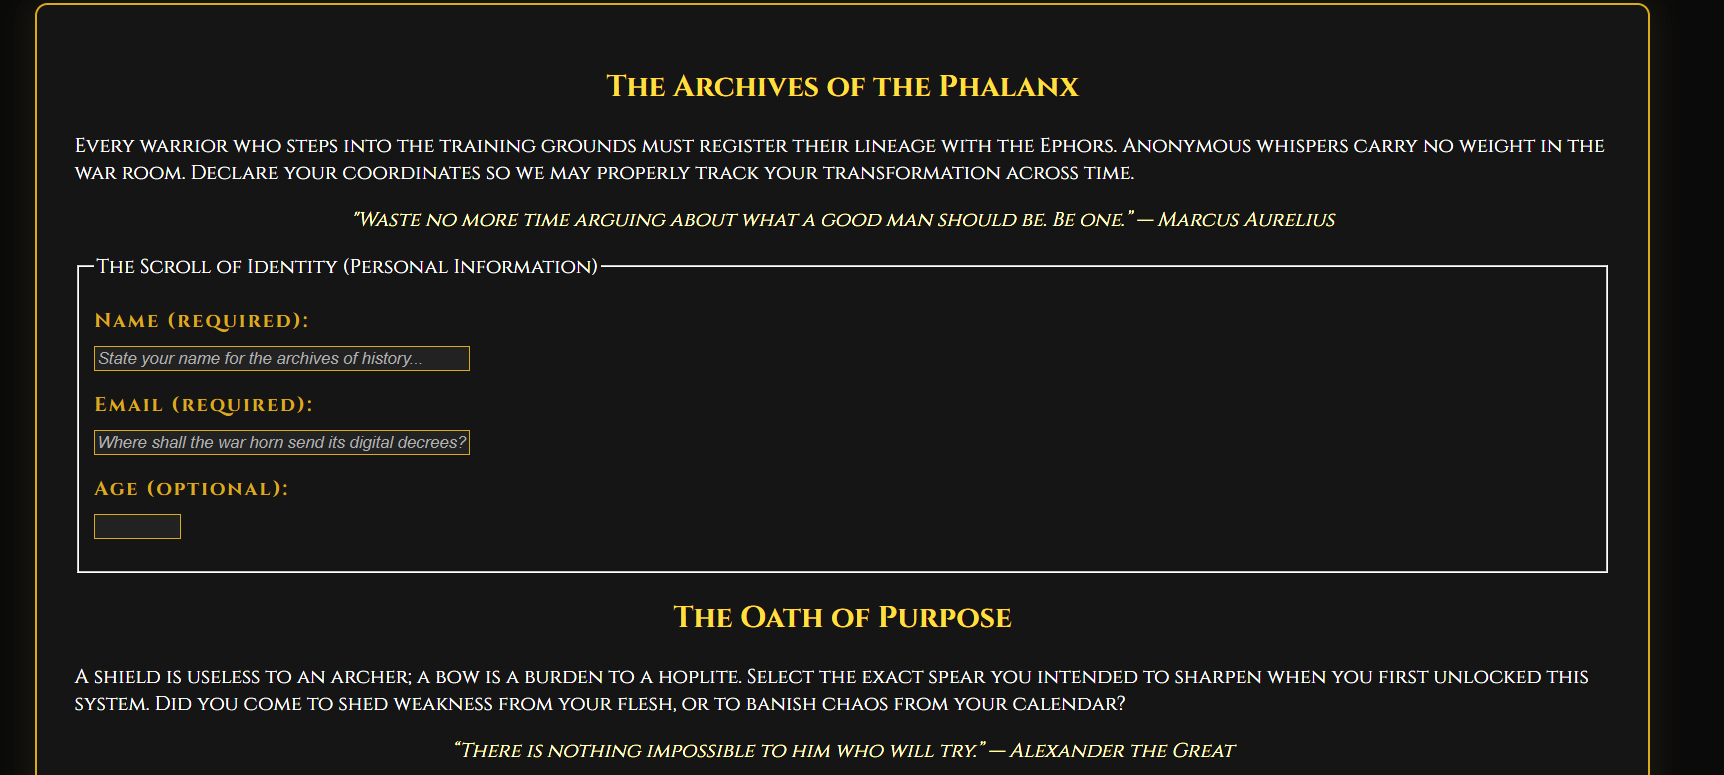 The Archives of the Phalanx
Every warrior who steps into the training grounds must register their lineage with the Ephors. Anonymous whispers carry no weight in the
war room. Declare your coordinates so we may properly track your transformation across time.
"Waste no more time arguing about what a good man should be. Be one.” — Marcus Aurelius
The Scroll of Identity (Personal Information)
Name (required):
State your name for the archives of history...
Email (required):
Where shall the war horn send its digital decrees?
Age (optional):
The Oath of Purpose
A shield is useless to an archer; a bow is a burden to a hoplite. Select the exact spear you intended to sharpen when you first unlocked this
system. Did you come to shed weakness from your flesh, or to banish chaos from your calendar?
“There is nothing impossible to him who will try.” — Alexander the Great